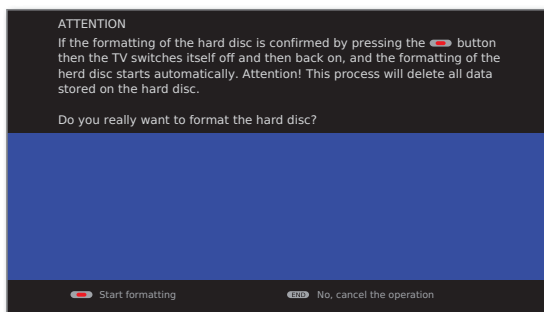 ATTENTION
If the formatting of the hard disc is confirmed by pressing the button
then the TV switches itself off and then back on, and the formatting of the
herd disc starts automatically. Attention! This process will delete all data
stored on the hard disc.
Do you really want to format the hard disc?
Start formatting
END No, cancel the operation